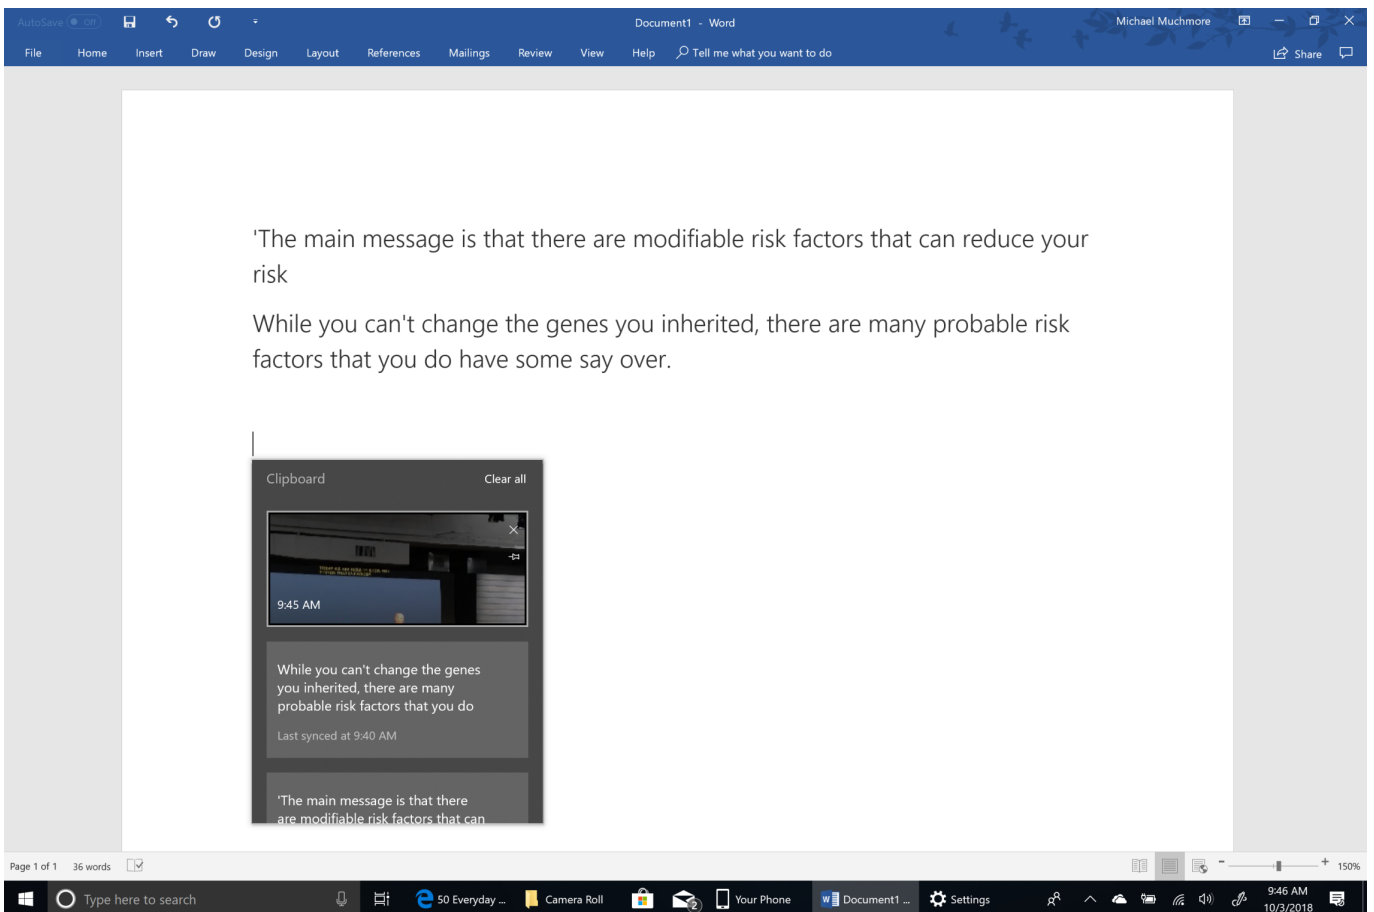 AutoSave Off
Document1 - Word
Michael Muchmore
File Home Insert Draw Design Layout References Mailings Review View Help Tell me what you want to do
Share
'The main message is that there are modifiable risk factors that can reduce your
risk
While you can't change the genes you inherited, there are many probable risk
factors that you do have some say over.
Clipboard Clear all
9:45 AM
While you can't change the genes
you inherited, there are many
probable risk factors that you do
Last synced at 9:40 AM
'The main message is that there
are modifiable risk factors that can
Page 1 of 1 36 words
150%
Type here to search
50 Everyday ...
Camera Roll
2
Your Phone
Document1 ...
Settings
9:46 AM
10/3/2018